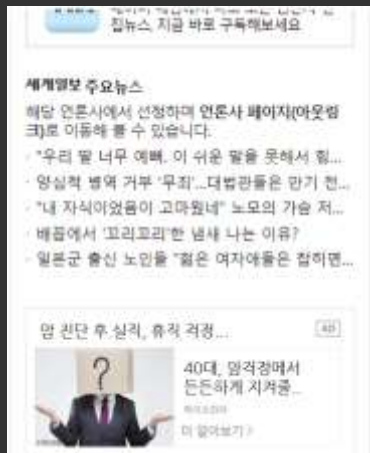 집뉴스, 지금 바로 구독해보세요
세계일보 주요뉴스
해당 언론사에서 선정하며 언론사 페이지(아웃링
크)로 이동해 볼 수 있습니다.
· "우리 딸 너무 예뻐, 이 쉬운 말을 못해서 힘...
· 양심적 병역 거부 '무죄'...대법관들은 만기 전...
· "내 자식이었음이 고마웠네" 노모의 가슴 저...
· 배꼽에서 '꼬리꼬리'한 냄새 나는 이유?
· 일본군 출신 노인들 "젊은 여자애들은 잡히면...
암 진단 후 실직, 휴직 걱정...
AD
40대, 암걱정에서
든든하게 지켜줄...
더 알아보기 >